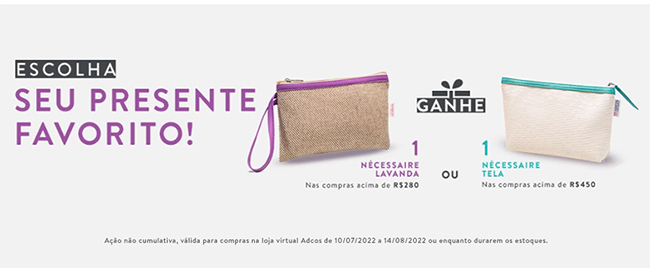 ESCOLHA
SEU PRESENTE
FAVORITO!
GANHE
1
NÉCESSAIRE
LAVANDA
Nas compras acima de R$280
OU
1
NÉCESSAIRE
TELA
Nas compras acima de R$450
Ação não cumulativa, válida para compras na loja virtual Adcos de 10/07/2022 a 14/08/2022 ou enquanto durarem os estoques.